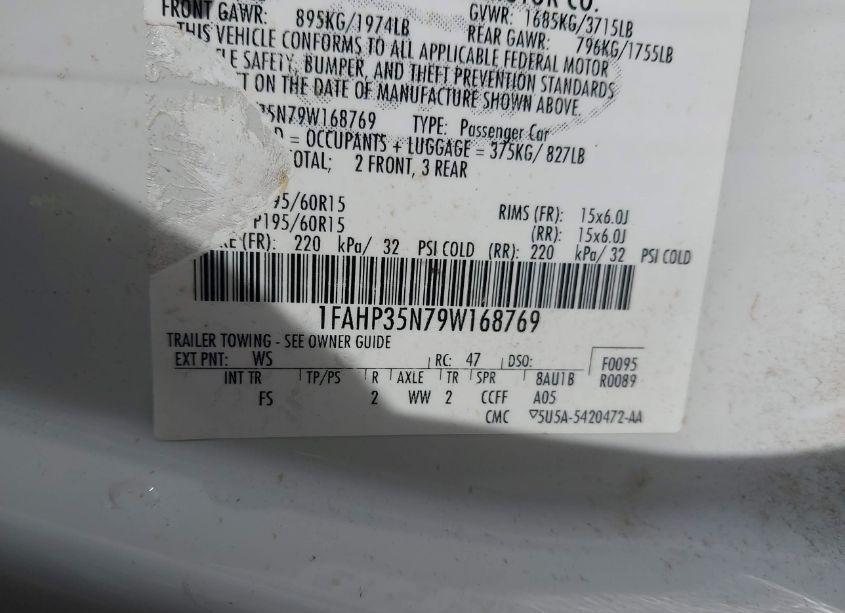 MOTOR CO.
FRONT GAWR: 895KG/1974LB GVWR: 1685KG/3715LB
REAR GAWR: 796KG/1755LB
THIS VEHICLE CONFORMS TO ALL APPLICABLE FEDERAL MOTOR
LE SAFETY, BUMPER, AND THEFT PREVENTION STANDARDS
CT ON THE DATE OF MANUFACTURE SHOWN ABOVE.
35N79W168769 TYPE: Passenger Car
D = OCCUPANTS + LUGGAGE = 375KG/ 827LB
OTAL; 2 FRONT, 3 REAR
95/60R15 RIMS (FR): 15x6.0J
P195/60R15 (RR): 15x6.0J
RE (FR): 220 kPa/ 32 PSI COLD (RR): 220 kPa/ 32 PSI COLD
1FAHP35N79W168769
TRAILER TOWING - SEE OWNER GUIDE
EXT PNT: WS RC: 47 DSO: F0095
INT TR TP/PS R AXLE TR SPR 8AU1B R0089
FS 2 WW 2 CCFF A05
CMC ▽5U5A-5420472-AA